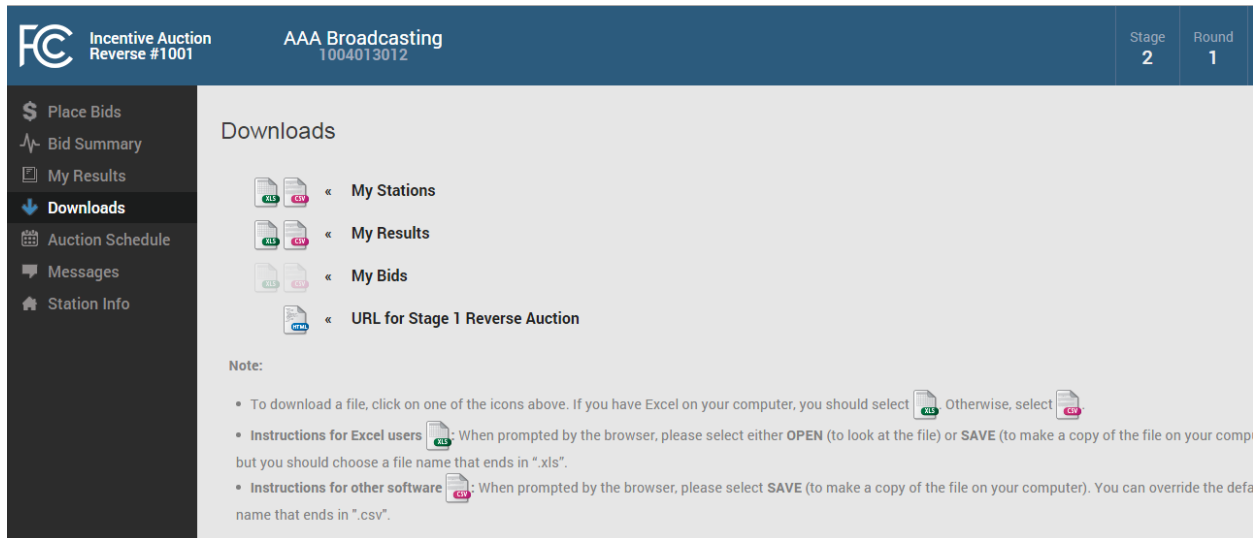 FCC Incentive Auction
Reverse #1001
AAA Broadcasting
1004013012
Stage
2
Round
1
Place Bids
Bid Summary
My Results
Downloads
Auction Schedule
Messages
Station Info
Downloads
XLS CSV « My Stations
XLS CSV « My Results
XLS CSV « My Bids
HTML « URL for Stage 1 Reverse Auction
Note:
• To download a file, click on one of the icons above. If you have Excel on your computer, you should select XLS. Otherwise, select CSV.
• Instructions for Excel users XLS: When prompted by the browser, please select either OPEN (to look at the file) or SAVE (to make a copy of the file on your compu
but you should choose a file name that ends in “.xls”.
• Instructions for other software CSV: When prompted by the browser, please select SAVE (to make a copy of the file on your computer). You can override the defa
name that ends in ".csv".